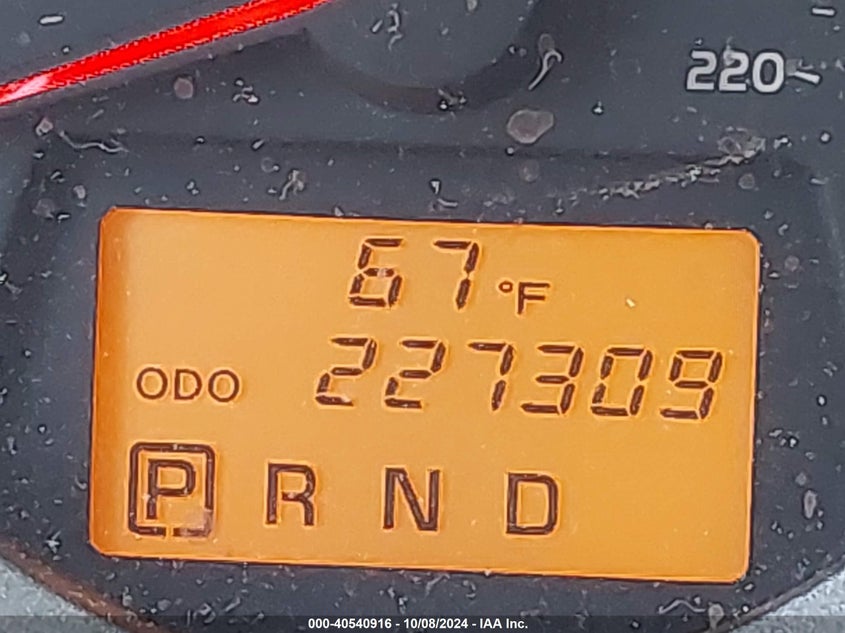 220
67 °F
ODO 227309
P R N D
000-40540916 - 10/08/2024 - IAA Inc.